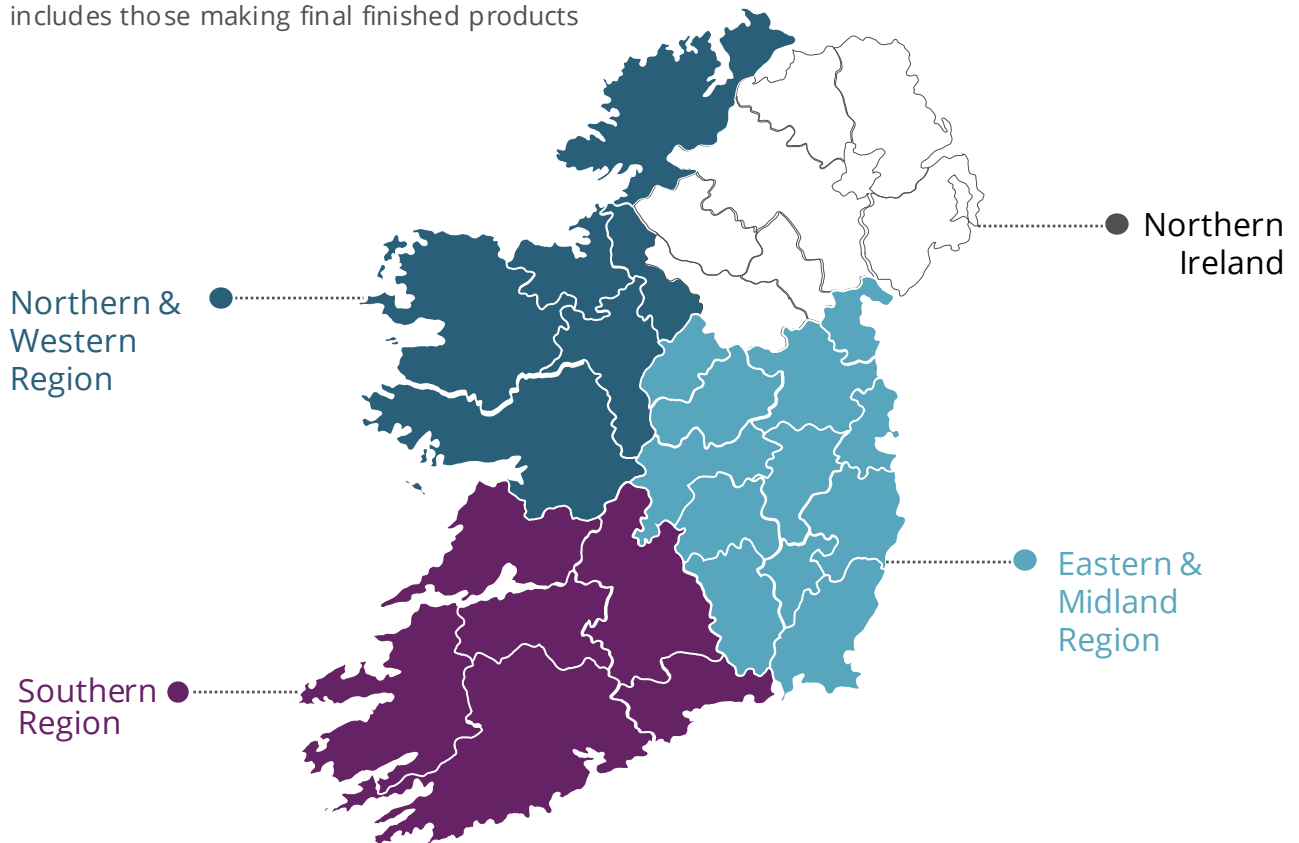 includes those making final finished products
Northern
Ireland
Northern &
Western
Region
Eastern &
Midland
Region
Southern
Region